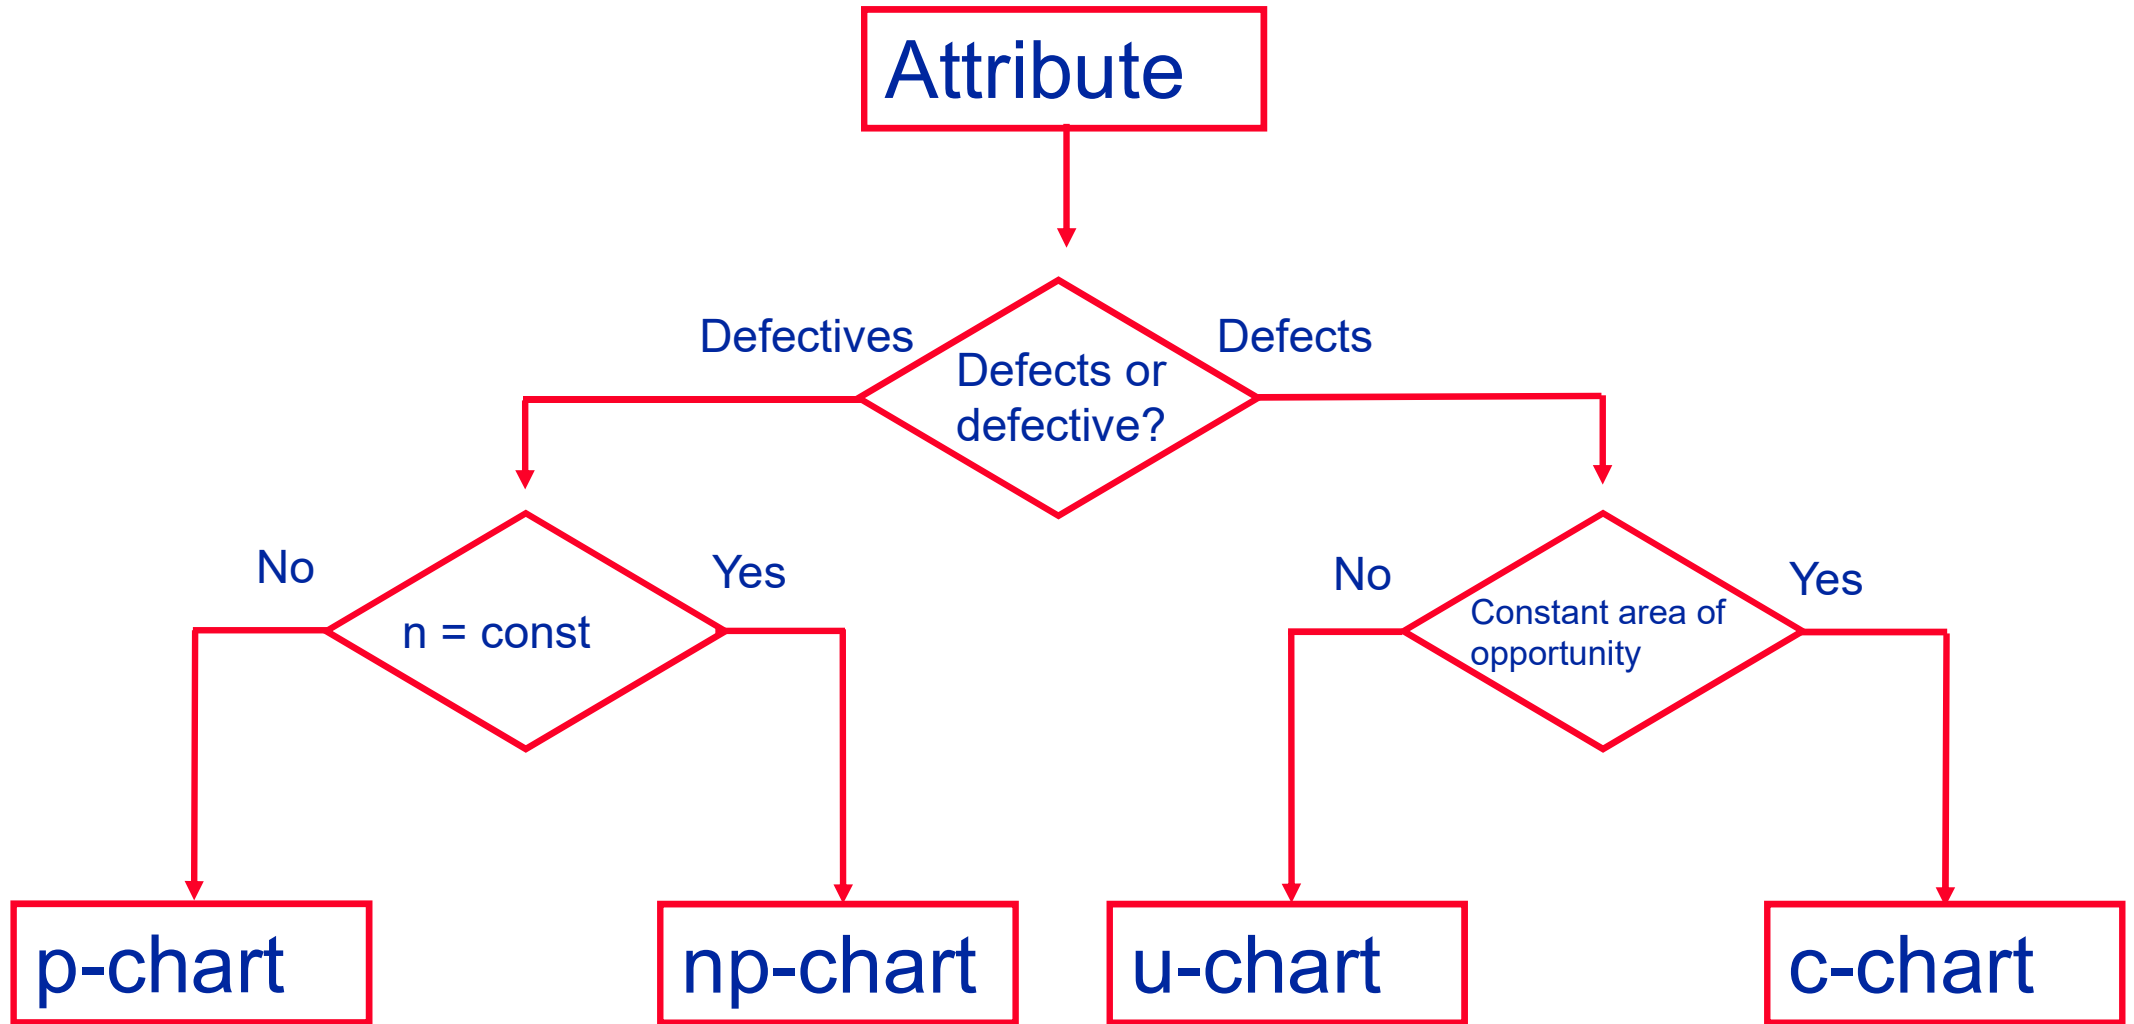 Attribute
Defectives
Defects
Defects or
defective?
No
Yes
n = const
No
Yes
Constant area of
opportunity
p-chart
np-chart
u-chart
c-chart